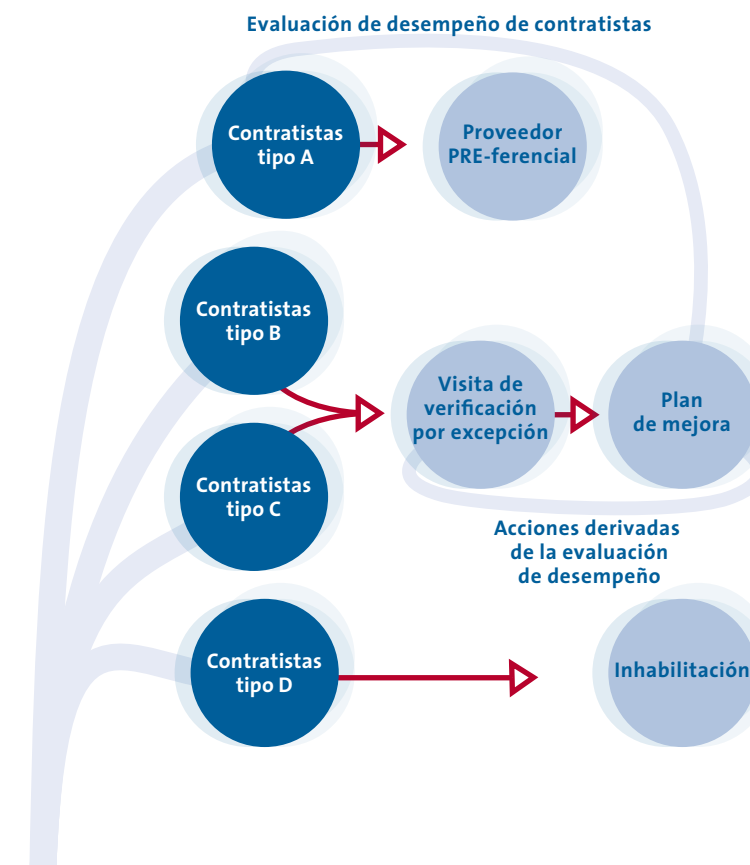 Evaluación de desempeño de contratistas
Contratistas
tipo A
Proveedor
PRE-ferencial
Contratistas
tipo B
Contratistas
tipo C
Visita de
verificación
por excepción
Plan
de mejora
Acciones derivadas
de la evaluación
de desempeño
Contratistas
tipo D
Inhabilitación